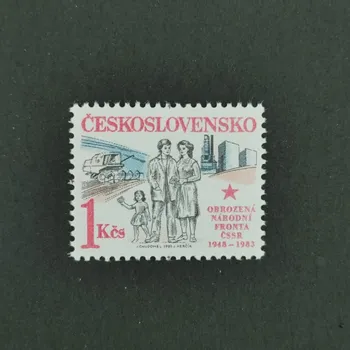 ČESKOSLOVENSKO
1 Kčs
OBROZENÁ
NÁRODNÍ
FRONTA
ČSSR
1948-1983